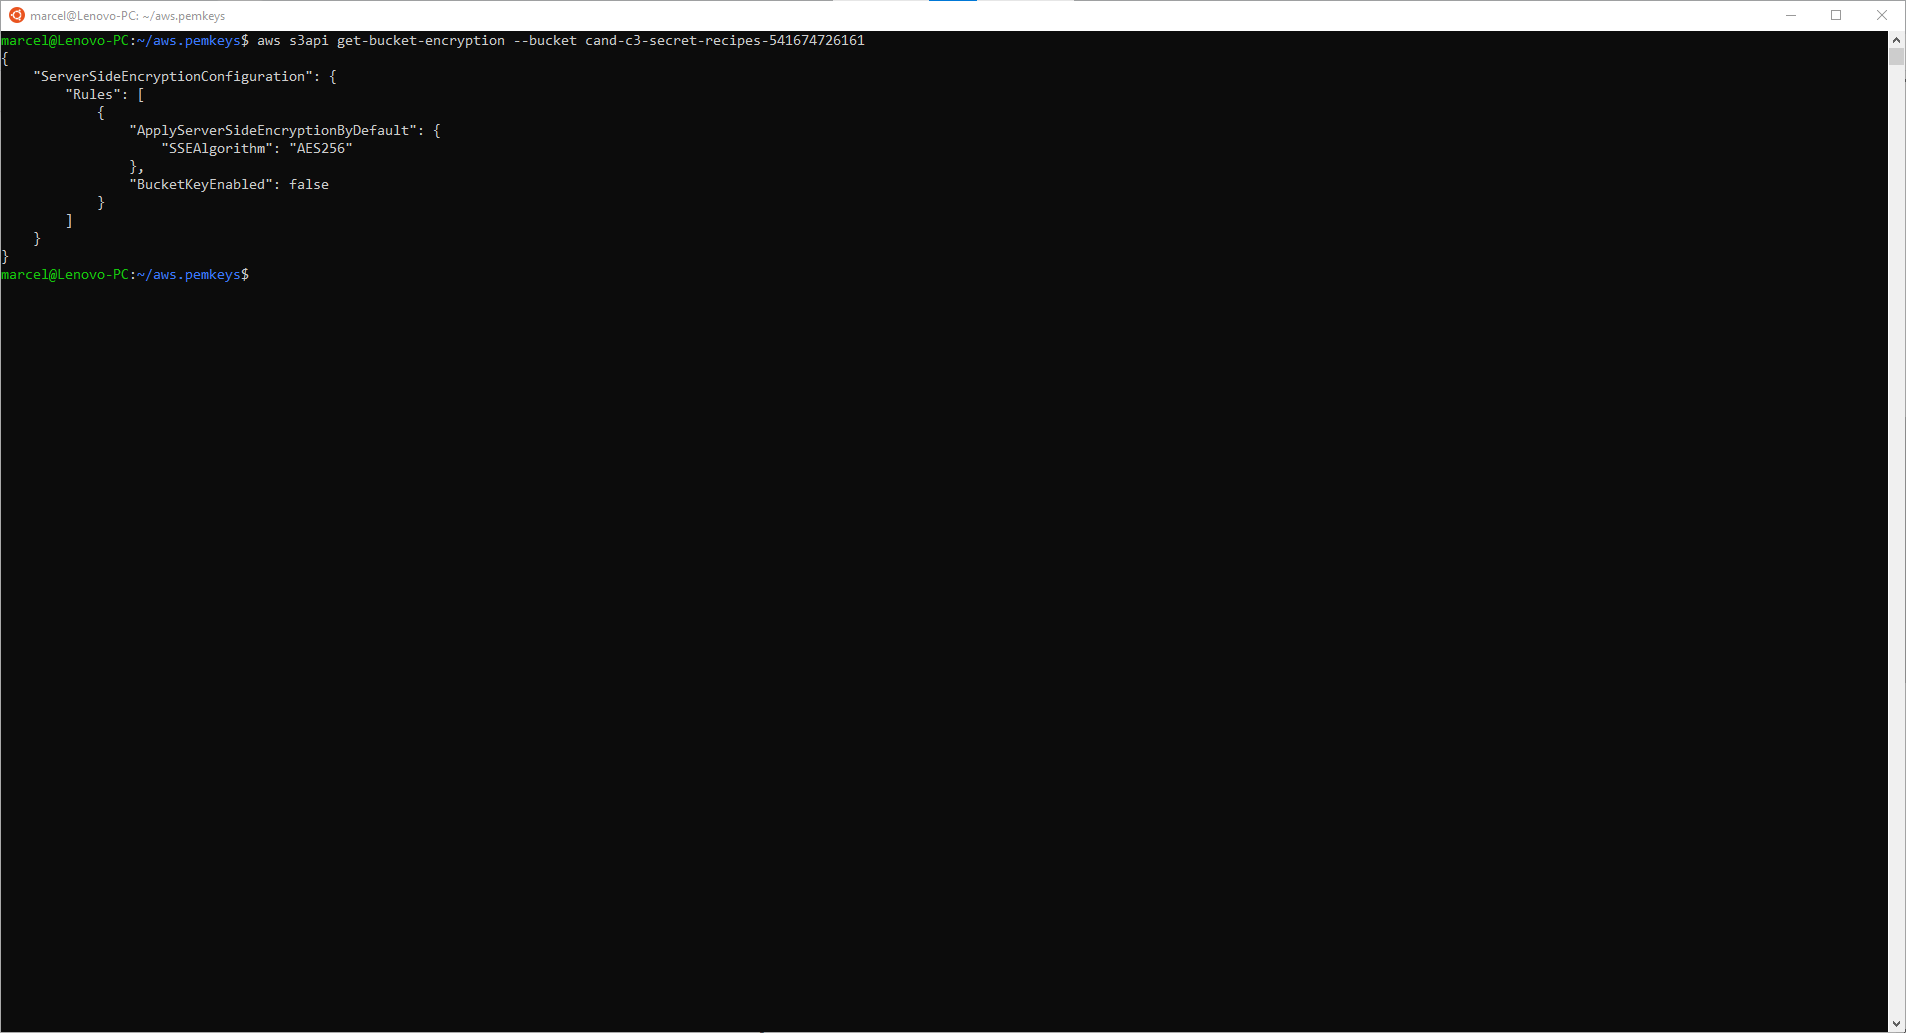 marcel@Lenovo-PC: ~/aws.pemkeys
marcel@Lenovo-PC:~/aws.pemkeys$ aws s3api get-bucket-encryption --bucket cand-c3-secret-recipes-541674726161
{
    "ServerSideEncryptionConfiguration": {
        "Rules": [
            {
                "ApplyServerSideEncryptionByDefault": {
                    "SSEAlgorithm": "AES256"
                },
                "BucketKeyEnabled": false
            }
        ]
    }
}
marcel@Lenovo-PC:~/aws.pemkeys$